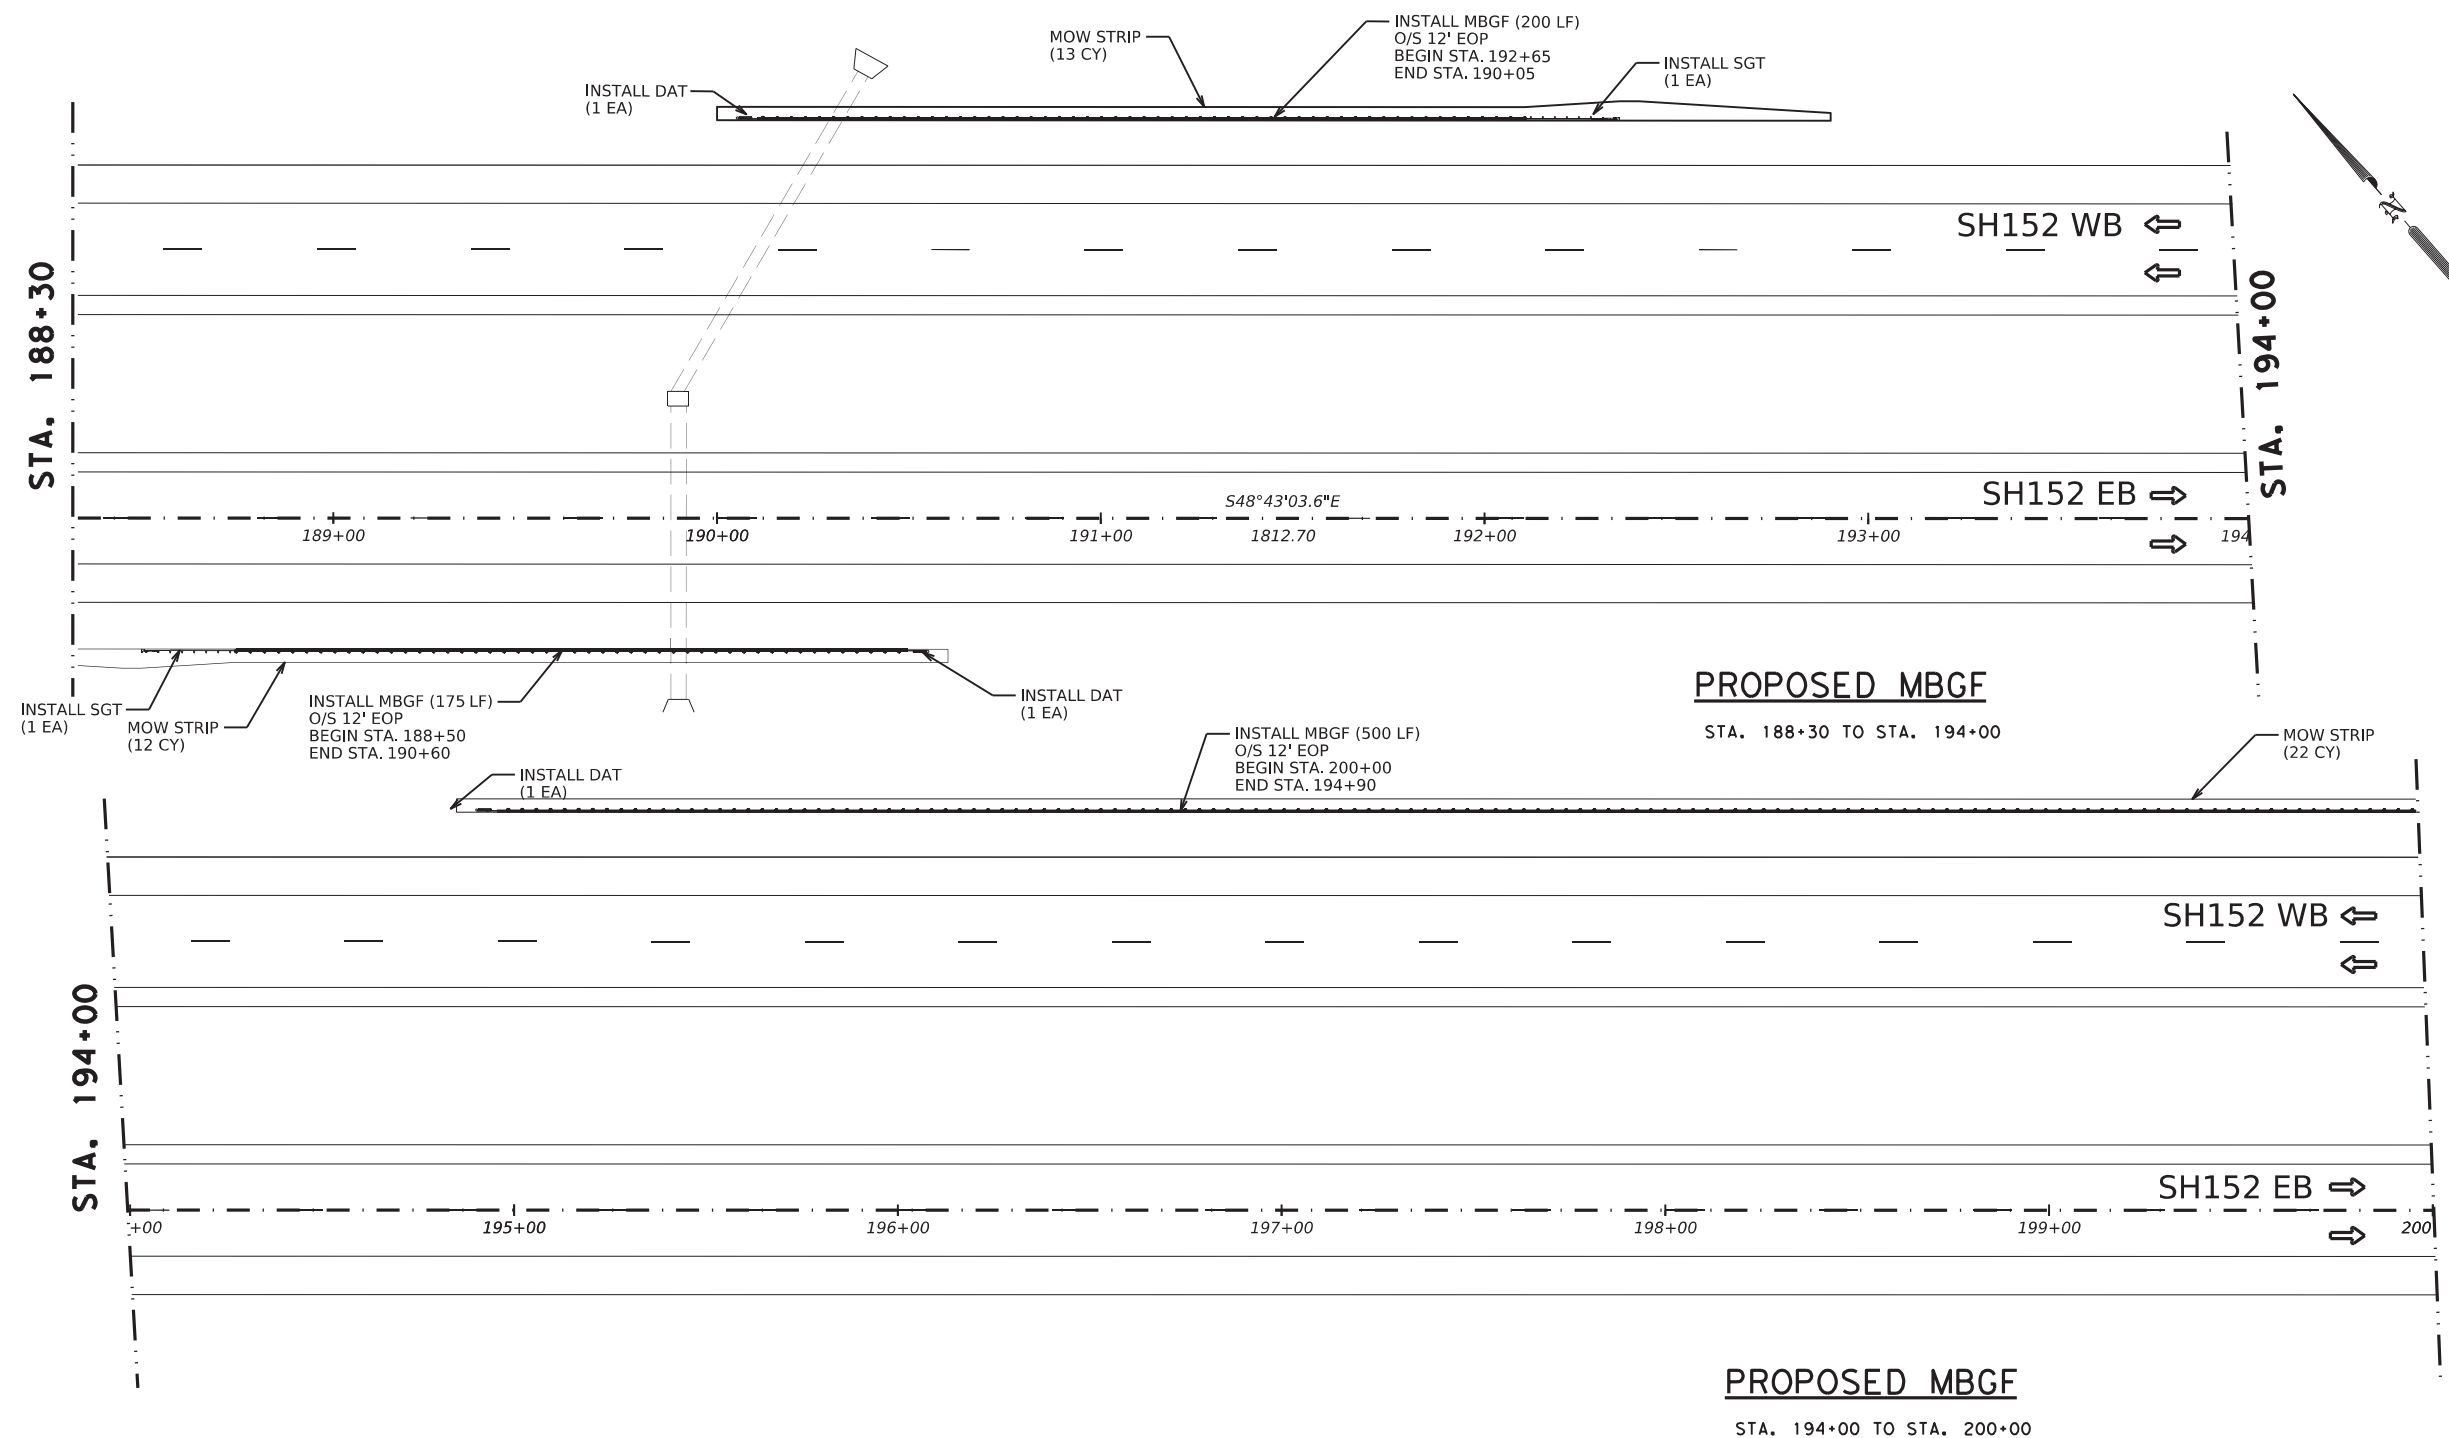 INSTALL MBGF (200 LF)
O/S 12' EOP
BEGIN STA. 192+65
END STA. 190+05
MOW STRIP
(13 CY)
INSTALL SGT
(1 EA)
INSTALL DAT
(1 EA)
N
STA. 188+30
SH152 WB
STA. 194+00
SH152 EB
S48°43'03.6"E
189+00
190+00
191+00
1812.70
192+00
193+00
194
INSTALL SGT
(1 EA)
MOW STRIP
(12 CY)
INSTALL MBGF (175 LF)
O/S 12' EOP
BEGIN STA. 188+50
END STA. 190+60
INSTALL DAT
(1 EA)
PROPOSED MBGF
STA. 188+30 TO STA. 194+00
INSTALL DAT
(1 EA)
INSTALL MBGF (500 LF)
O/S 12' EOP
BEGIN STA. 200+00
END STA. 194+90
MOW STRIP
(22 CY)
STA. 194+00
SH152 WB
SH152 EB
+00
195+00
196+00
197+00
198+00
199+00
200
PROPOSED MBGF
STA. 194+00 TO STA. 200+00